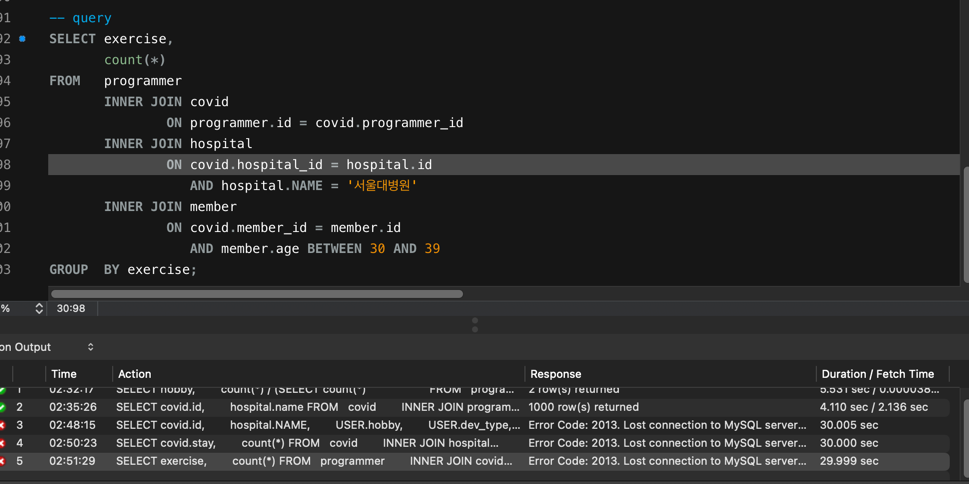 91 -- query
92 SELECT exercise,
93 count(*)
94 FROM programmer
95 INNER JOIN covid
96 ON programmer.id = covid.programmer_id
97 INNER JOIN hospital
98 ON covid.hospital_id = hospital.id
99 AND hospital.NAME = '서울대병원'
00 INNER JOIN member
01 ON covid.member_id = member.id
02 AND member.age BETWEEN 30 AND 39
03 GROUP BY exercise;
% 30:98
on Output
Time Action Response Duration / Fetch Time
1 02:32:17 SELECT hobby, count(*) / (SELECT count(*) FROM progra... 2 row(s) returned 5.531 sec / 0.000038...
2 02:35:26 SELECT covid.id, hospital.name FROM covid INNER JOIN program... 1000 row(s) returned 4.110 sec / 2.136 sec
3 02:48:15 SELECT covid.id, hospital.NAME, USER.hobby, USER.dev_type,... Error Code: 2013. Lost connection to MySQL server... 30.005 sec
4 02:50:23 SELECT covid.stay, count(*) FROM covid INNER JOIN hospital... Error Code: 2013. Lost connection to MySQL server... 30.000 sec
5 02:51:29 SELECT exercise, count(*) FROM programmer INNER JOIN covid... Error Code: 2013. Lost connection to MySQL server... 29.999 sec